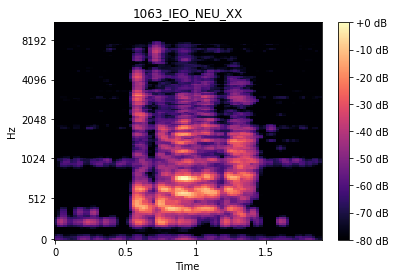 1063_IEO_NEU_XX
+0 dB
8192
-10 dB
4096
-20 dB
-30 dB
2048
-40 dB
Hz
1024
-50 dB
512
-60 dB
-70 dB
0
-80 dB
0 0.5 1 1.5
Time